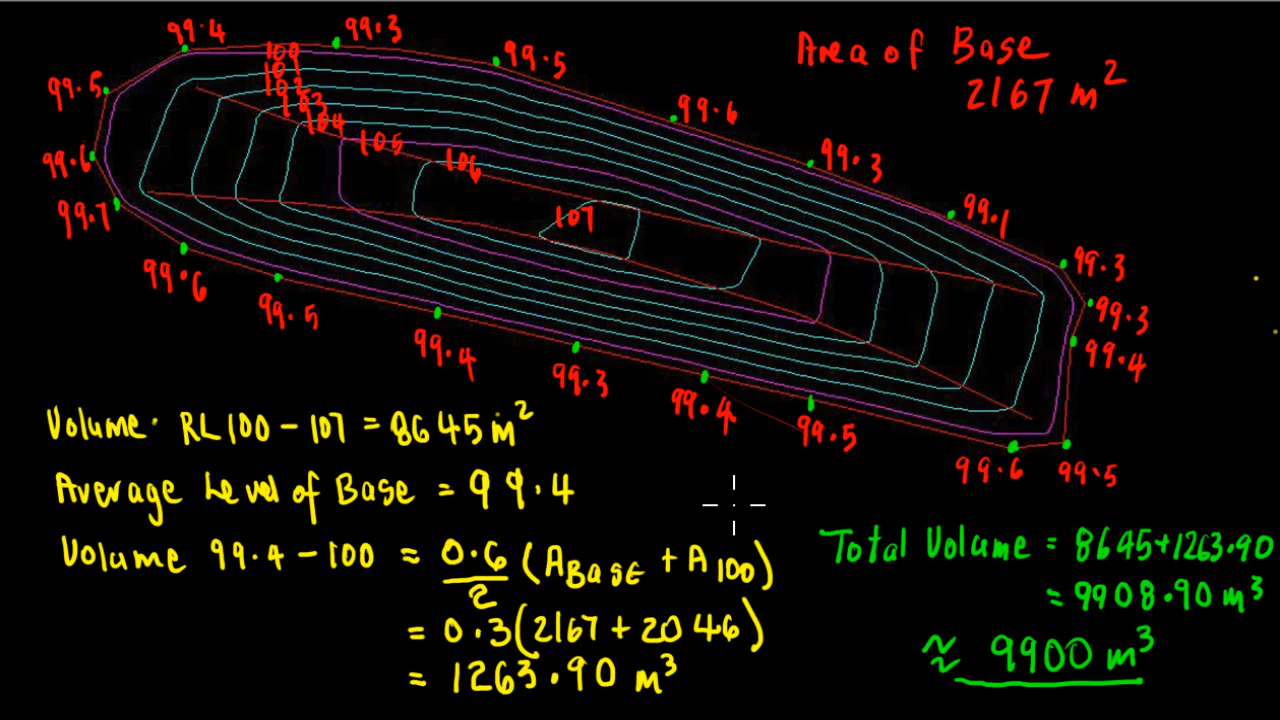 99.4
99.3
99.5
99.6
99.3
99.1
99.3
99.3
99.4
99.5
99.6
99.5
99.4
99.3
99.4
99.5
99.6
99.7
99.6
99.5
100
101
102
103
104
105
106
107
Area of Base
2167 m²
Volume. RL 100 - 107 = 8645 m²
Average Level of Base = 99.4
Volume 99.4 - 100 = 0.6/2 (ABase + A100)
= 0.3(2167 + 2046)
= 1263.90 m³
Total Volume = 8645+1263.90
= 9908.90 m³
≈ 9900 m³